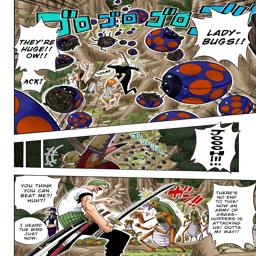 ゴロゴロゴロ
LADY-
BUGS!!
THEY'RE
HUGE!!
OW!!
ACK!
YOU THINK
YOU CAN
BEAT ME?!
HUH?
I HEARD
THE BIRD
JUST
NOW.
THERE'S NO
END TO
THIS! NOW
AN ARMY OF
GRASS-
HOPPERS IS
ATTACKING
US! OUTTA
MY WAY!!